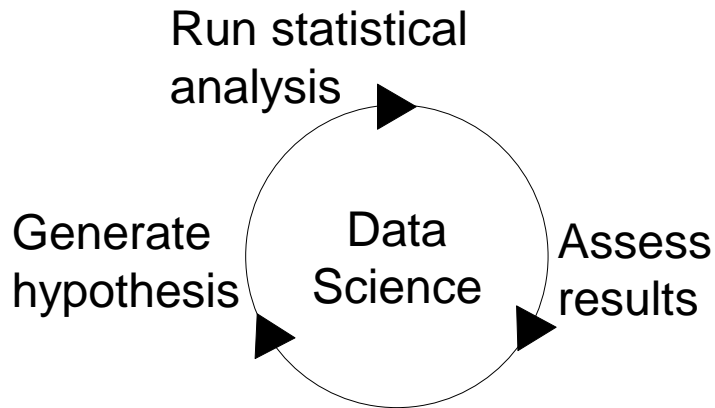 Run statistical
analysis
Generate
hypothesis
Data
Science
Assess
results